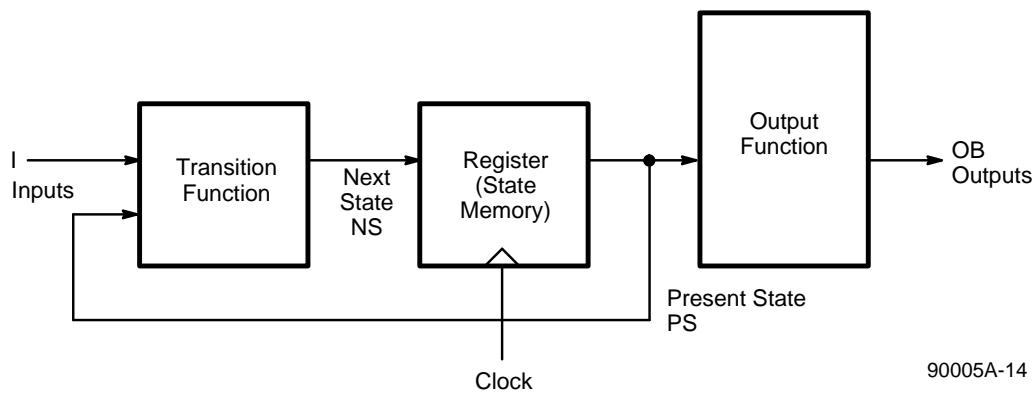 I
Inputs
Transition
Function
Next
State
NS
Register
(State
Memory)
Output
Function
OB
Outputs
Present State
PS
Clock
90005A-14